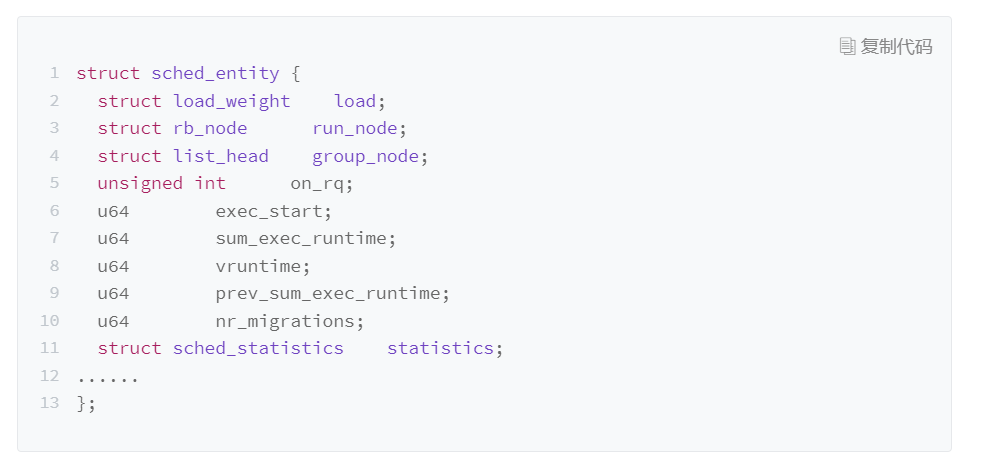 复制代码
1 struct sched_entity {
2   struct load_weight    load;
3   struct rb_node      run_node;
4   struct list_head    group_node;
5   unsigned int      on_rq;
6   u64        exec_start;
7   u64        sum_exec_runtime;
8   u64        vruntime;
9   u64        prev_sum_exec_runtime;
10   u64        nr_migrations;
11   struct sched_statistics    statistics;
12 ......
13 };